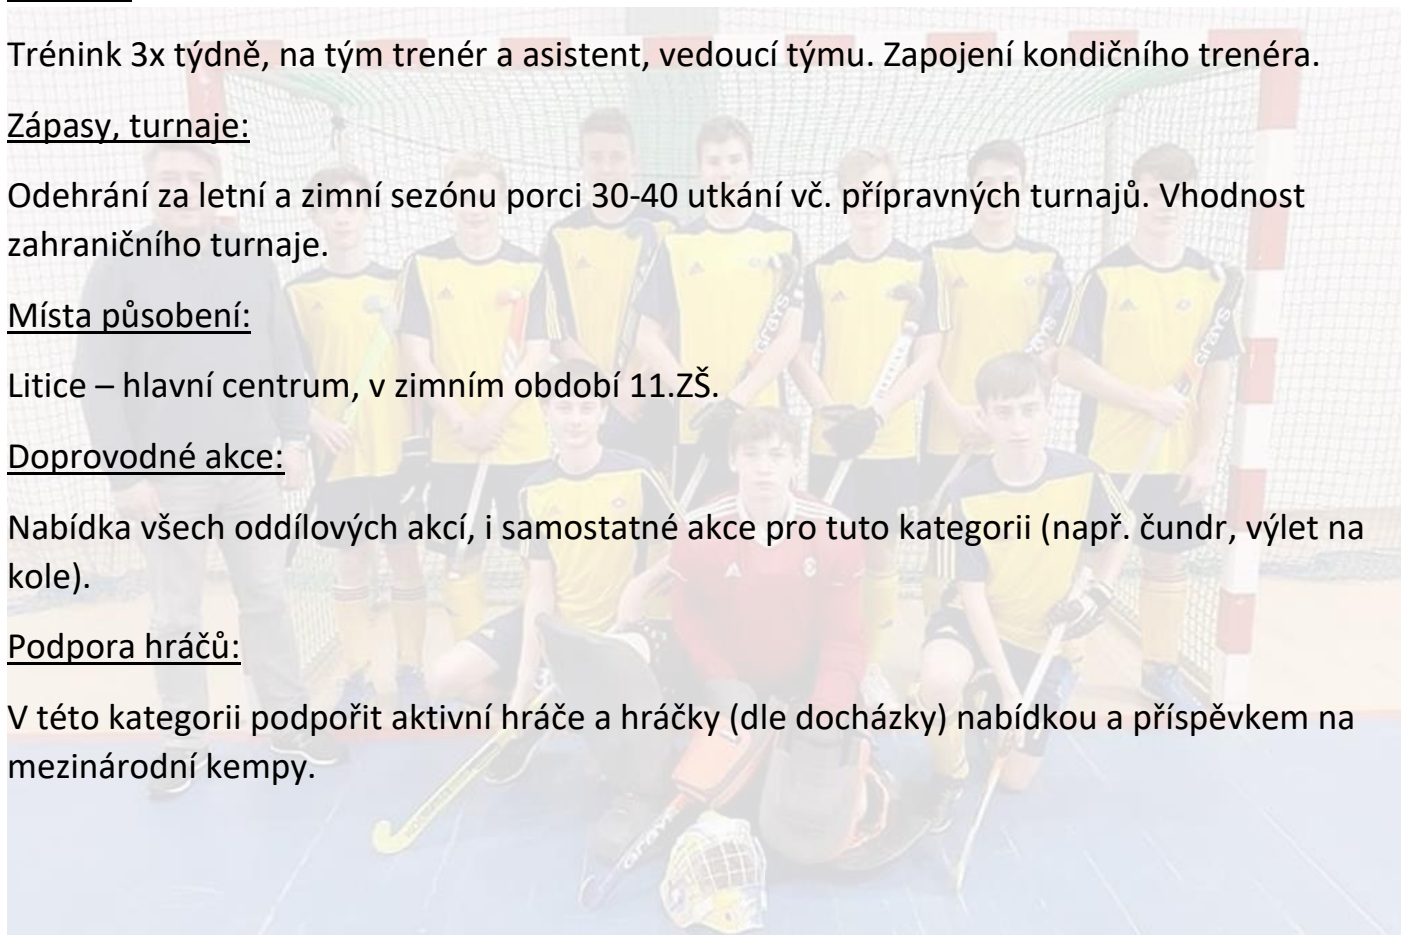 Trénink 3x týdně, na tým trenér a asistent, vedoucí týmu. Zapojení kondičního trenéra.
Zápasy, turnaje:
Odehrání za letní a zimní sezónu porci 30-40 utkání vč. přípravných turnajů. Vhodnost
zahraničního turnaje.
Místa působení:
Litice – hlavní centrum, v zimním období 11.ZŠ.
Doprovodné akce:
Nabídka všech oddílových akcí, i samostatné akce pro tuto kategorii (např. čundr, výlet na
kole).
Podpora hráčů:
V této kategorii podpořit aktivní hráče a hráčky (dle docházky) nabídkou a příspěvkem na
mezinárodní kempy.
GRAYS
GRAYS
GRAYS